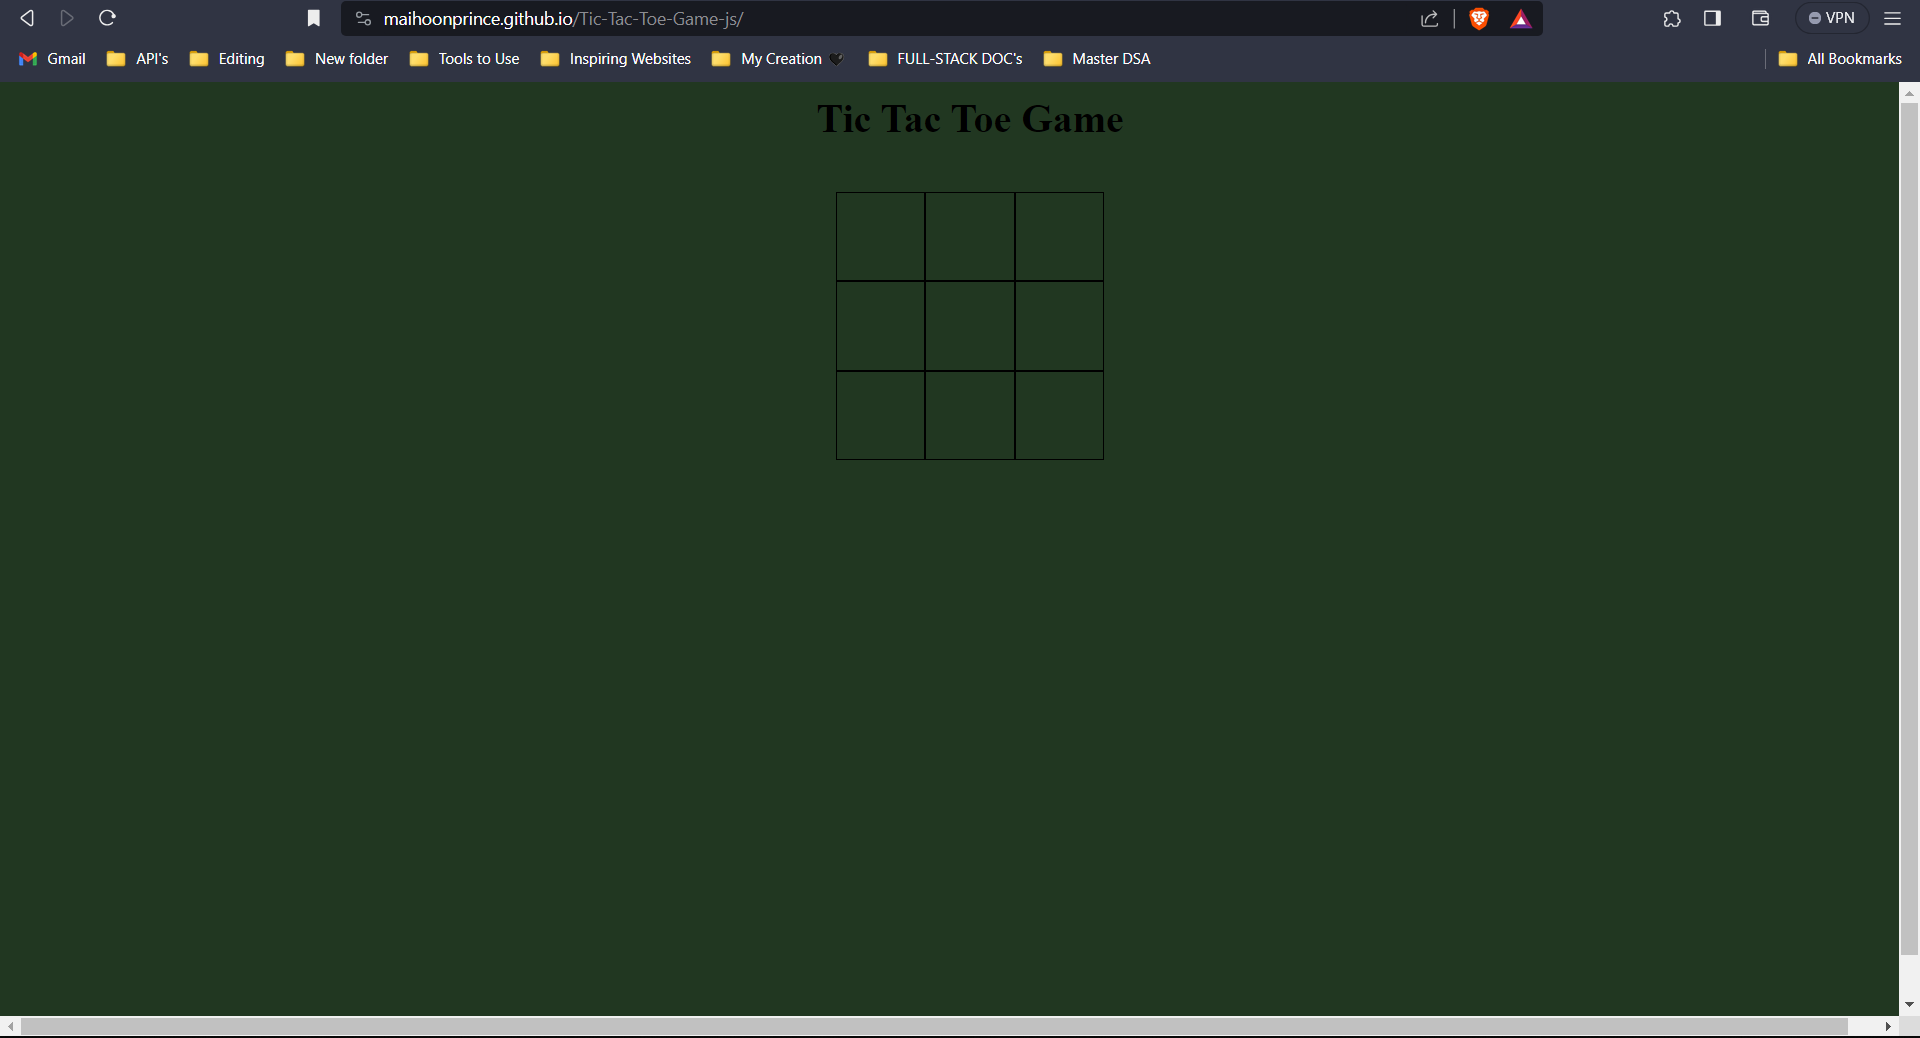 maihoonprince.github.io/Tic-Tac-Toe-Game-js/
VPN
Gmail API's Editing New folder Tools to Use Inspiring Websites My Creation 🖤 FULL-STACK DOC's Master DSA All Bookmarks
Tic Tac Toe Game